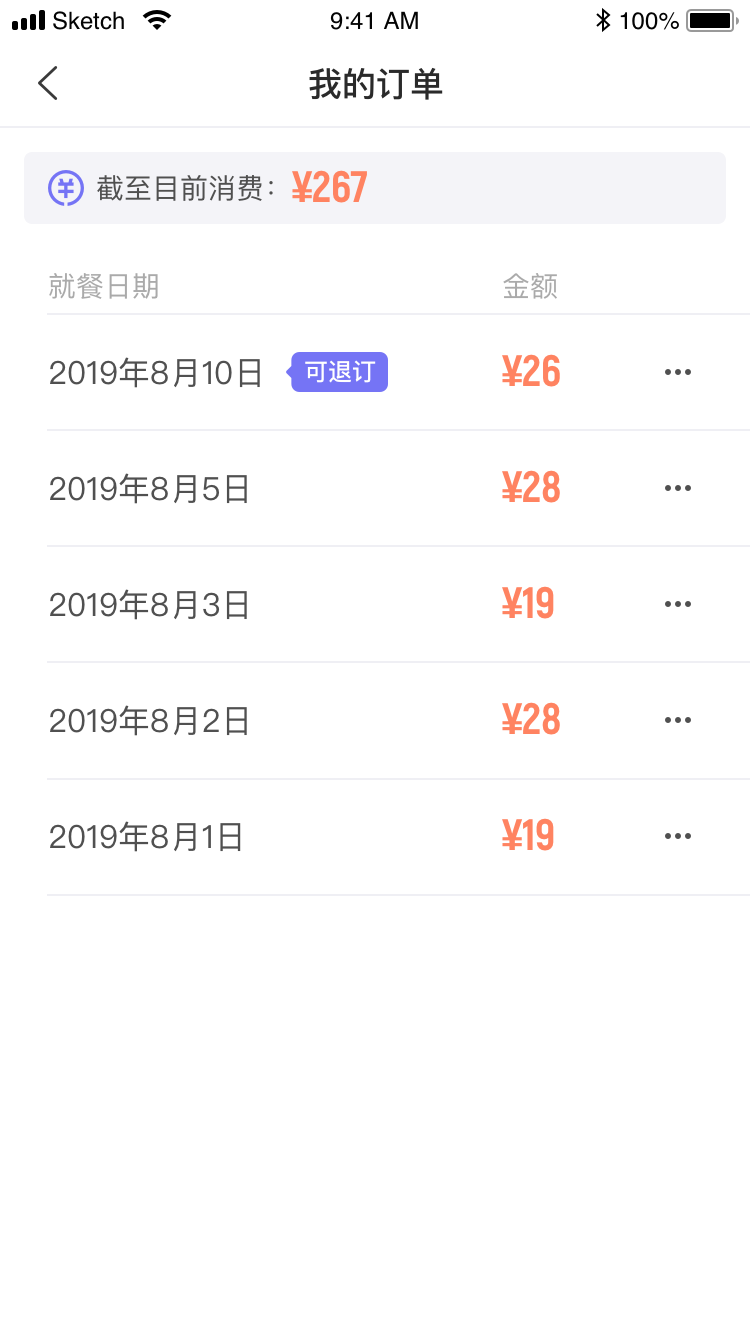 Sketch 9:41 AM 100%
我的订单
截至目前消费：¥267
就餐日期 金额
2019年8月10日 可退订 ¥26
2019年8月5日 ¥28
2019年8月3日 ¥19
2019年8月2日 ¥28
2019年8月1日 ¥19